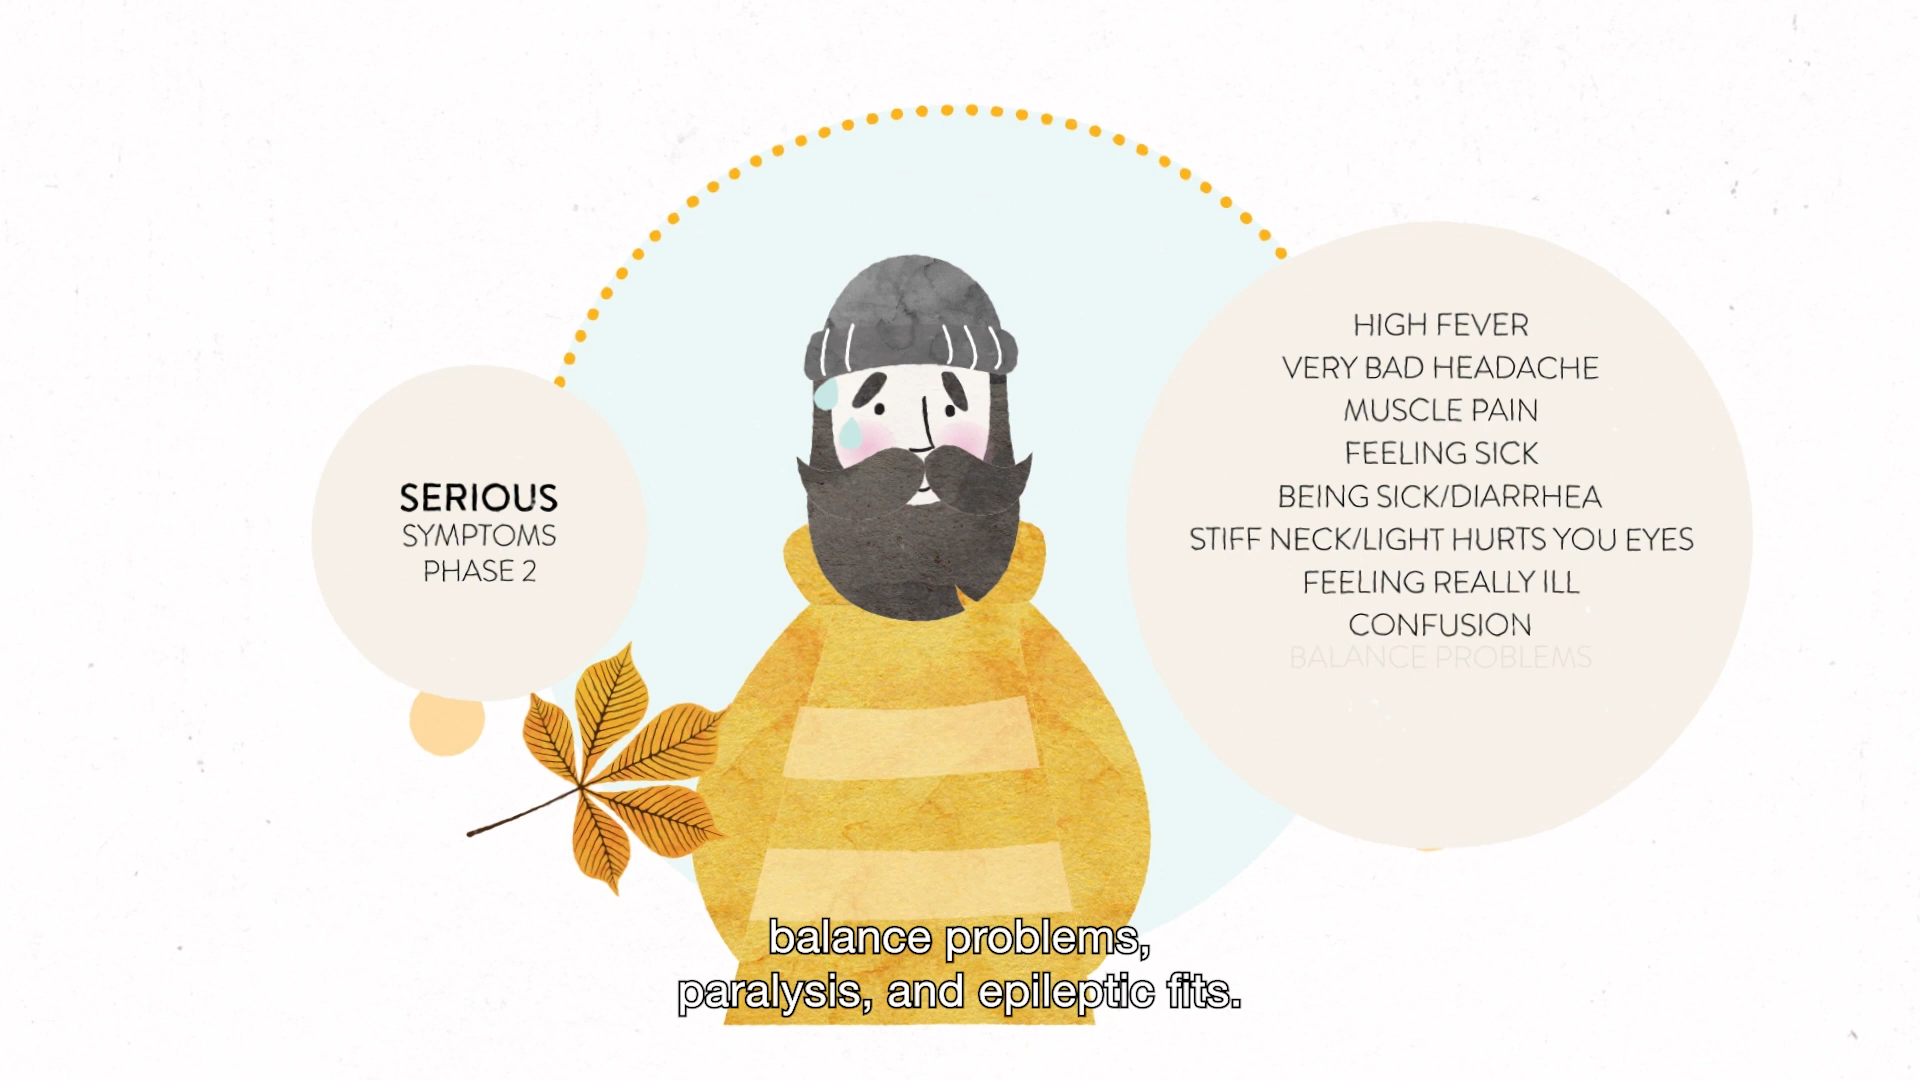 SERIOUS
SYMPTOMS
PHASE 2
HIGH FEVER
VERY BAD HEADACHE
MUSCLE PAIN
FEELING SICK
BEING SICK/DIARRHEA
STIFF NECK/LIGHT HURTS YOU EYES
FEELING REALLY ILL
CONFUSION
BALANCE PROBLEMS
balance problems,
paralysis, and epileptic fits.